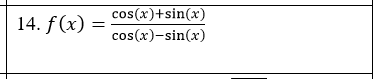 14. f(x) = cos(x)+sin(x) / cos(x)−sin(x)